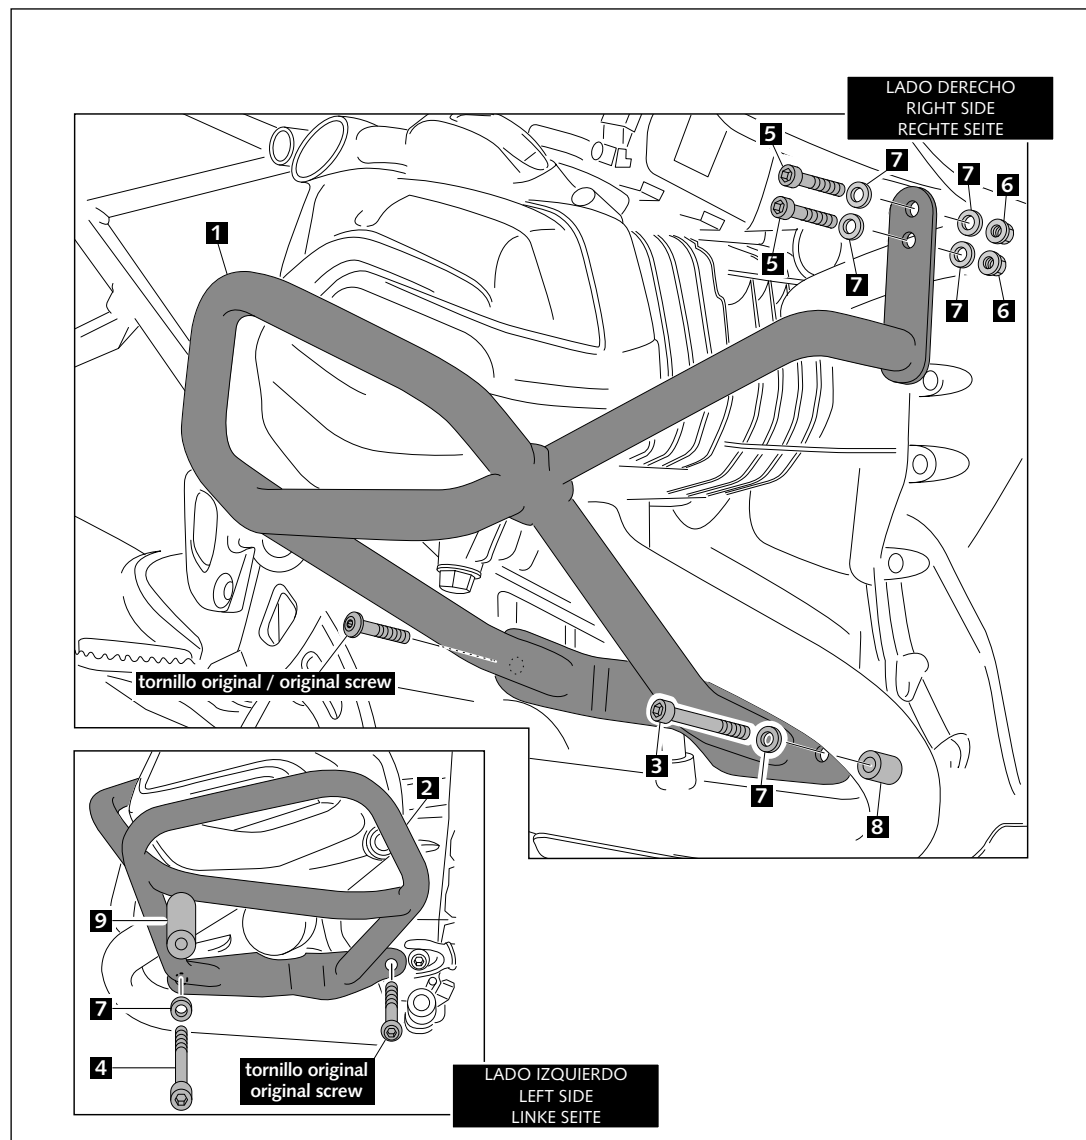 LADO DERECHO
RIGHT SIDE
RECHTE SEITE
5
7
7
6
1
5
7
7
6
tornillo original / original screw
3
7
8
2
9
7
4
tornillo original
original screw
LADO IZQUIERDO
LEFT SIDE
LINKE SEITE